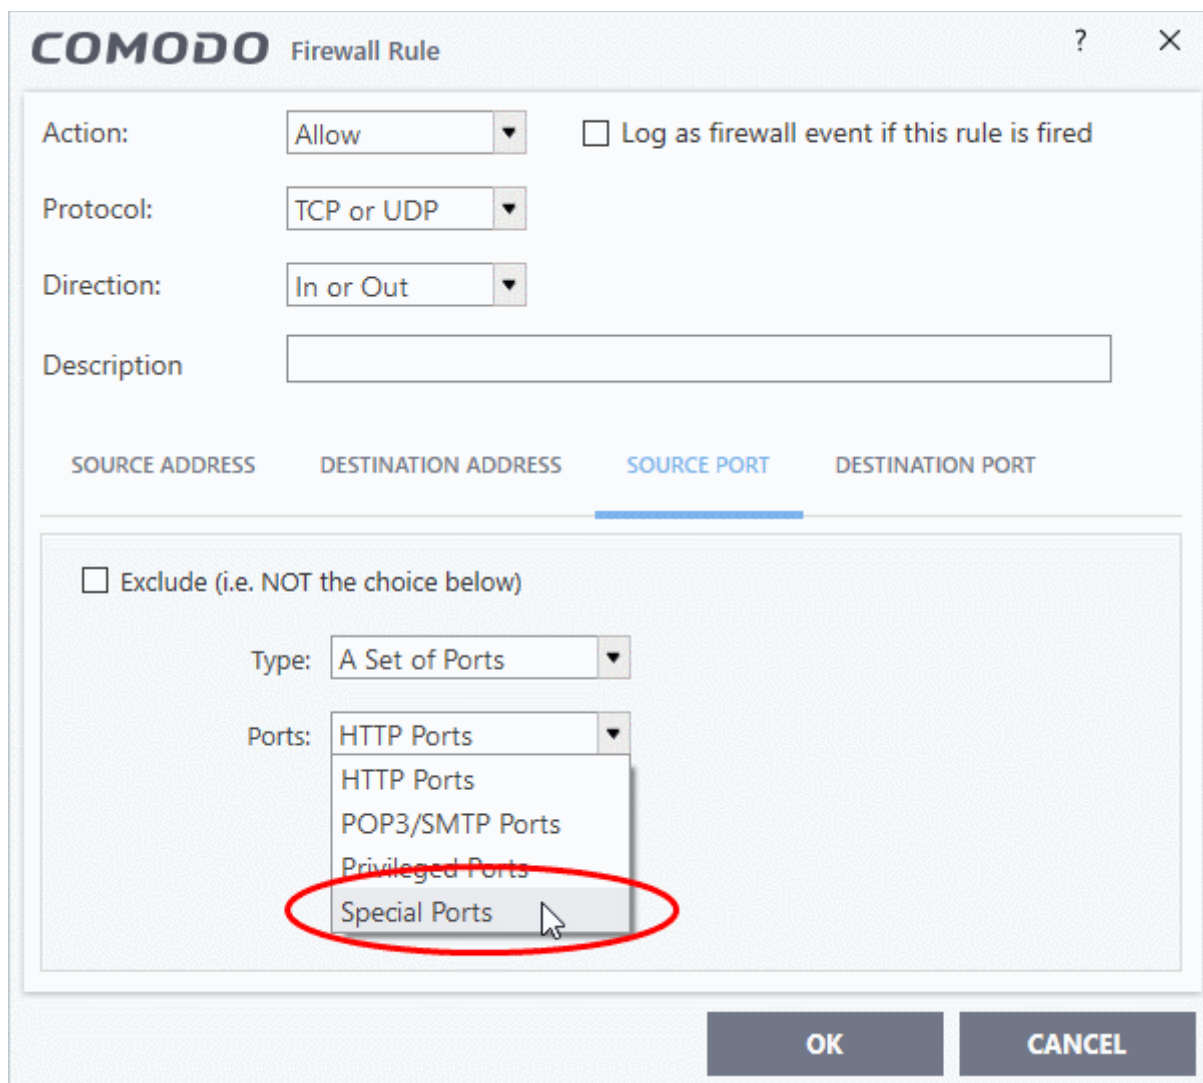 COMODO Firewall Rule ?
Action: Allow Log as firewall event if this rule is fired
Protocol: TCP or UDP
Direction: In or Out
Description
SOURCE ADDRESS DESTINATION ADDRESS SOURCE PORT DESTINATION PORT
Exclude (i.e. NOT the choice below)
Type: A Set of Ports
Ports: HTTP Ports
HTTP Ports
POP3/SMTP Ports
Privileged Ports
Special Ports
OK CANCEL